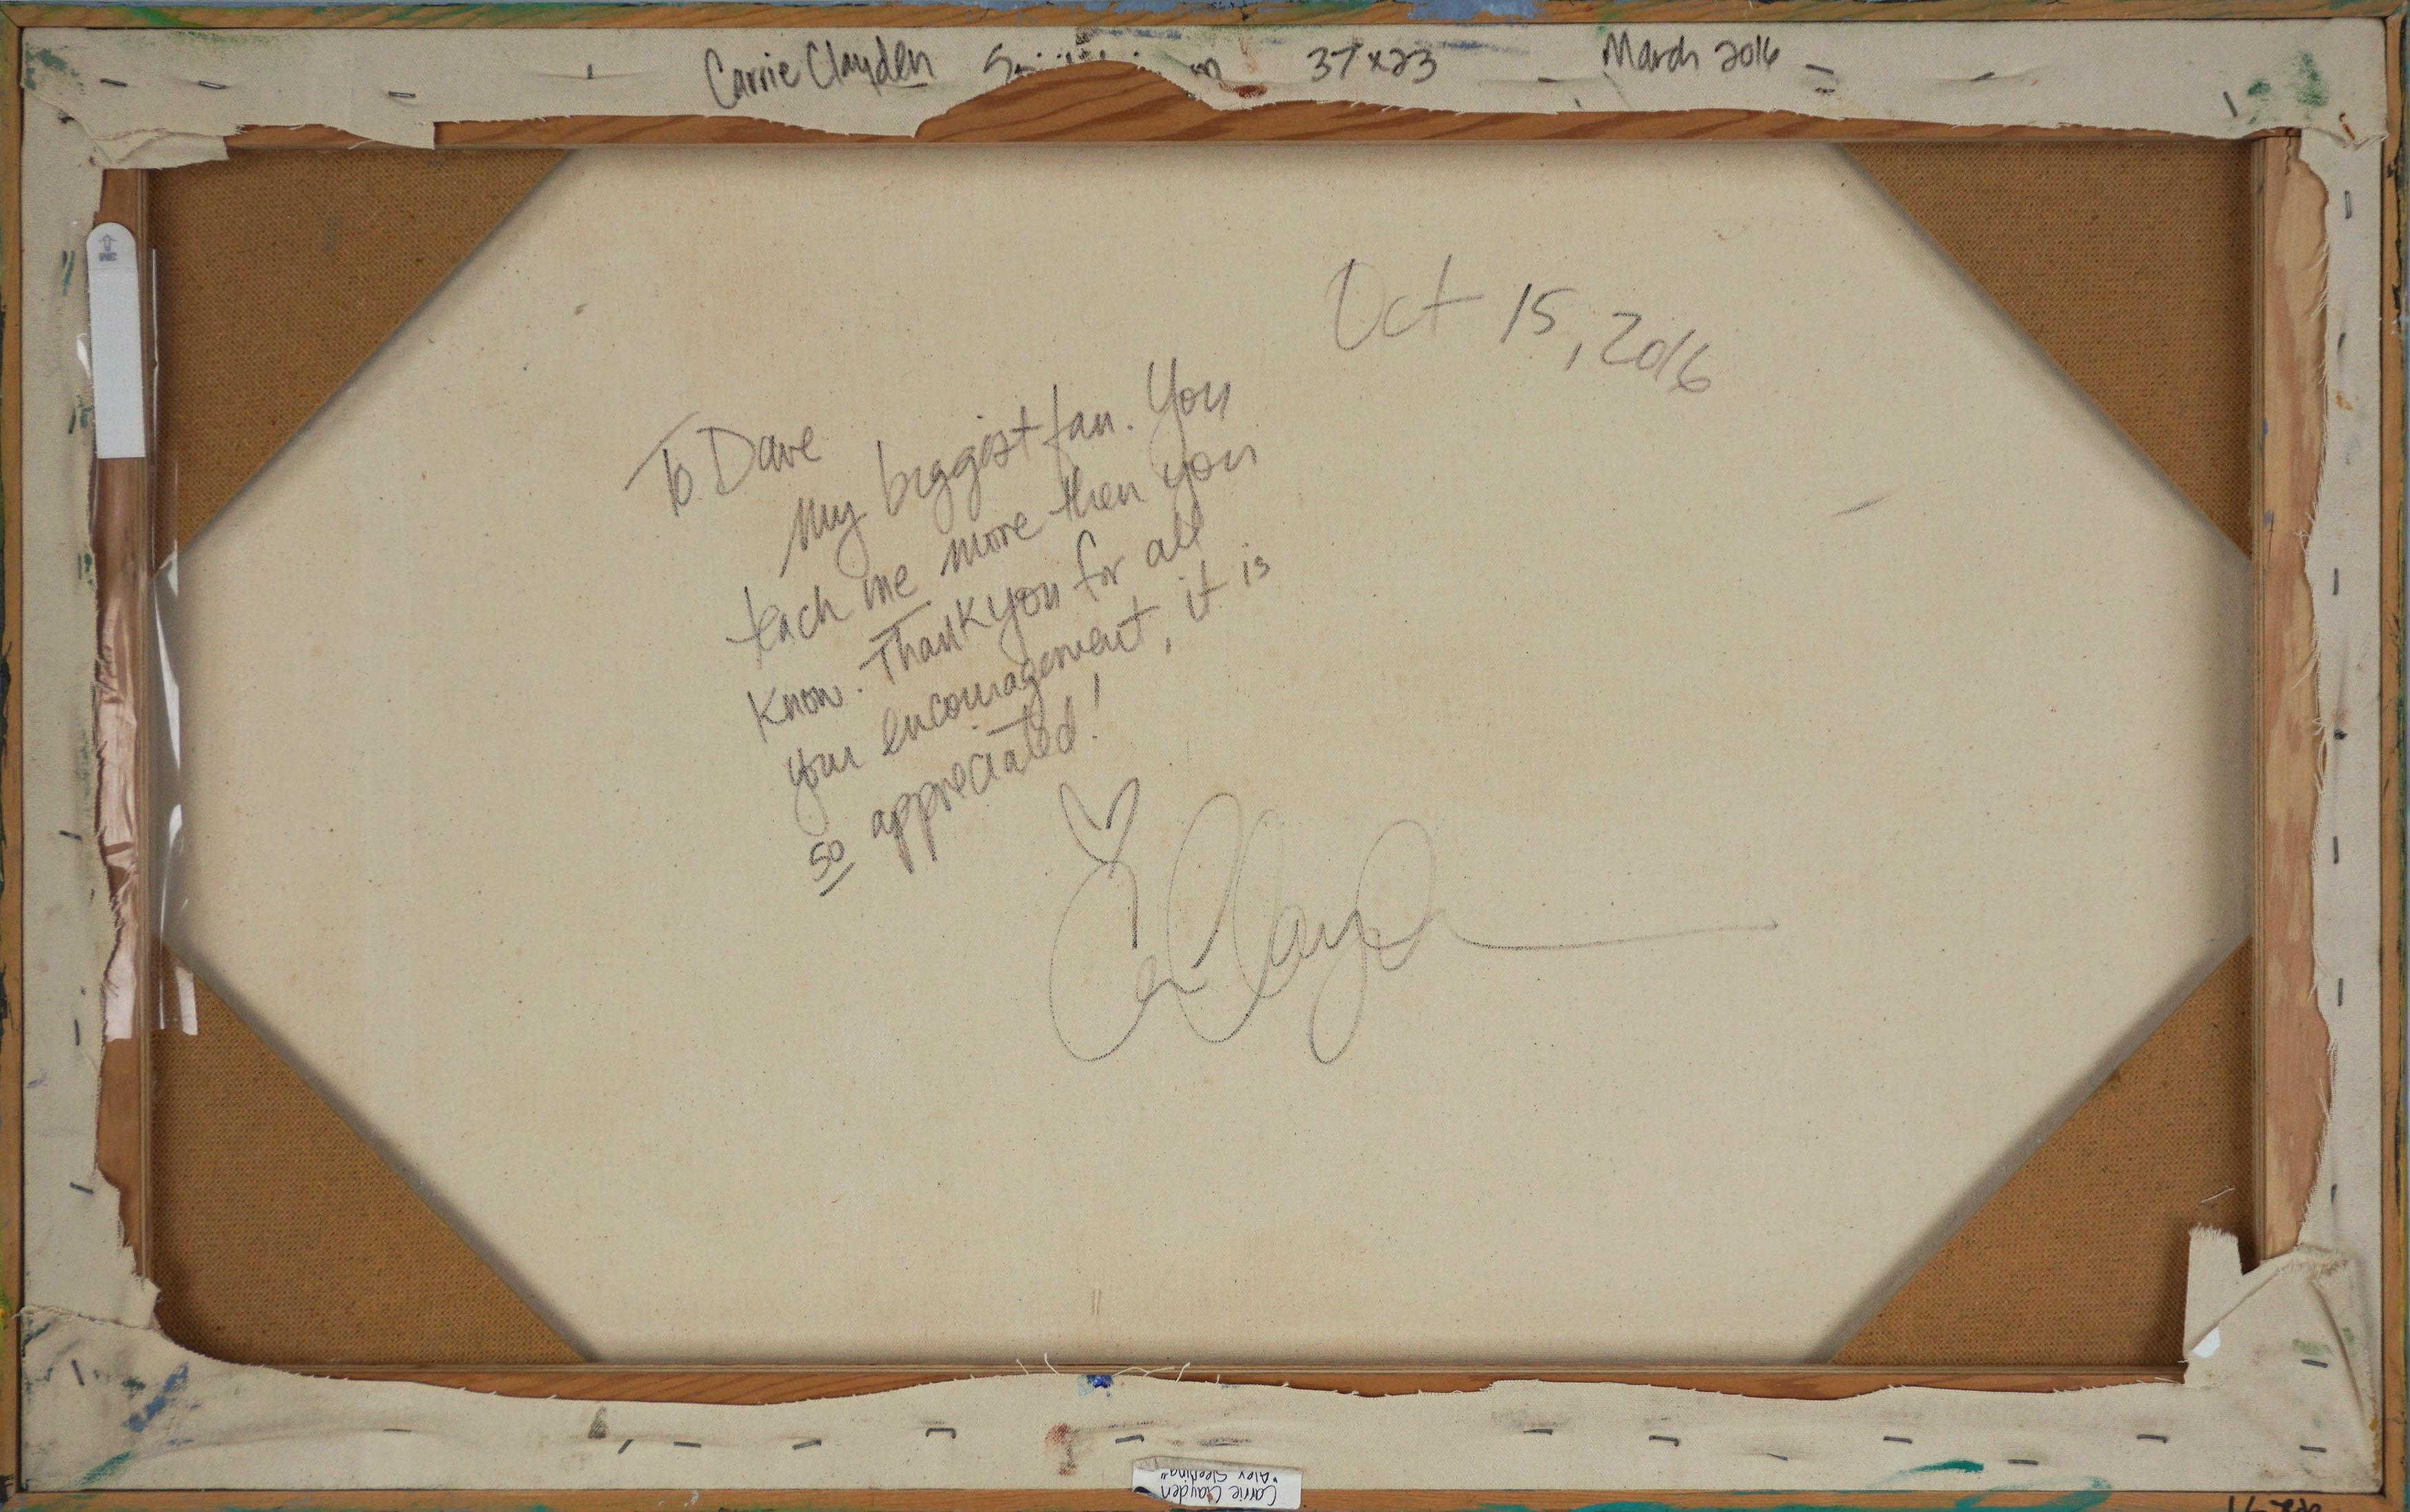 Carrie Clayden 37x23 March 2016
Oct 15, 2016
To Dave
My biggest fan. You
teach me more then you
know. Thank you for all
your encouragement, it is
so appreciated!
Carrie Clayden
"Alex Sleeping"